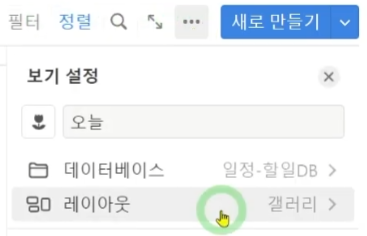 필터 정렬 새로 만들기
보기 설정
오늘
데이터베이스 일정-할일DB
레이아웃 갤러리